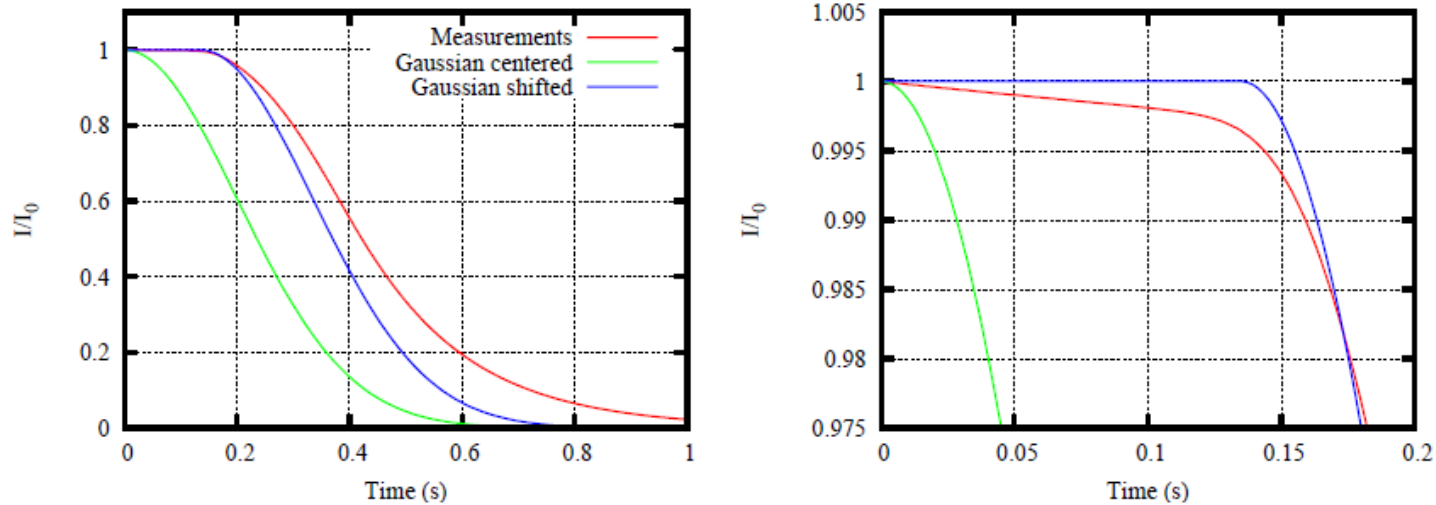 1
0.8
0.6
0.4
0.2
0
I/I0
0 0.2 0.4 0.6 0.8 1
Time (s)
Measurements
Gaussian centered
Gaussian shifted
1.005
1
0.995
0.99
0.985
0.98
0.975
I/I0
0 0.05 0.1 0.15 0.2
Time (s)